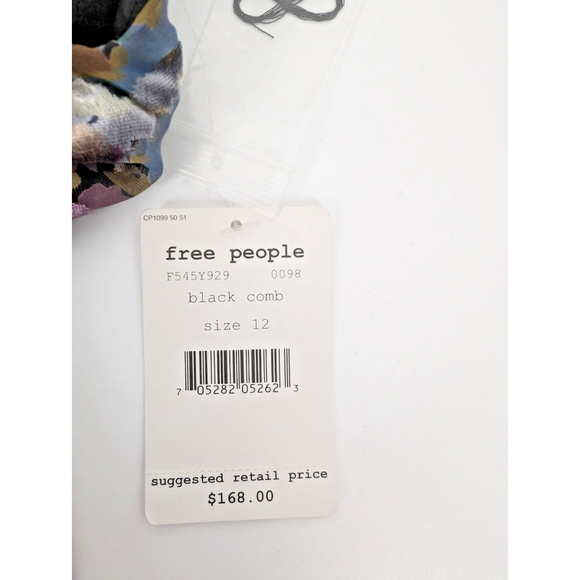 CP1099 50 51
free people
F545Y929 0098
black comb
size 12
7 05282 05262 3
suggested retail price
$168.00